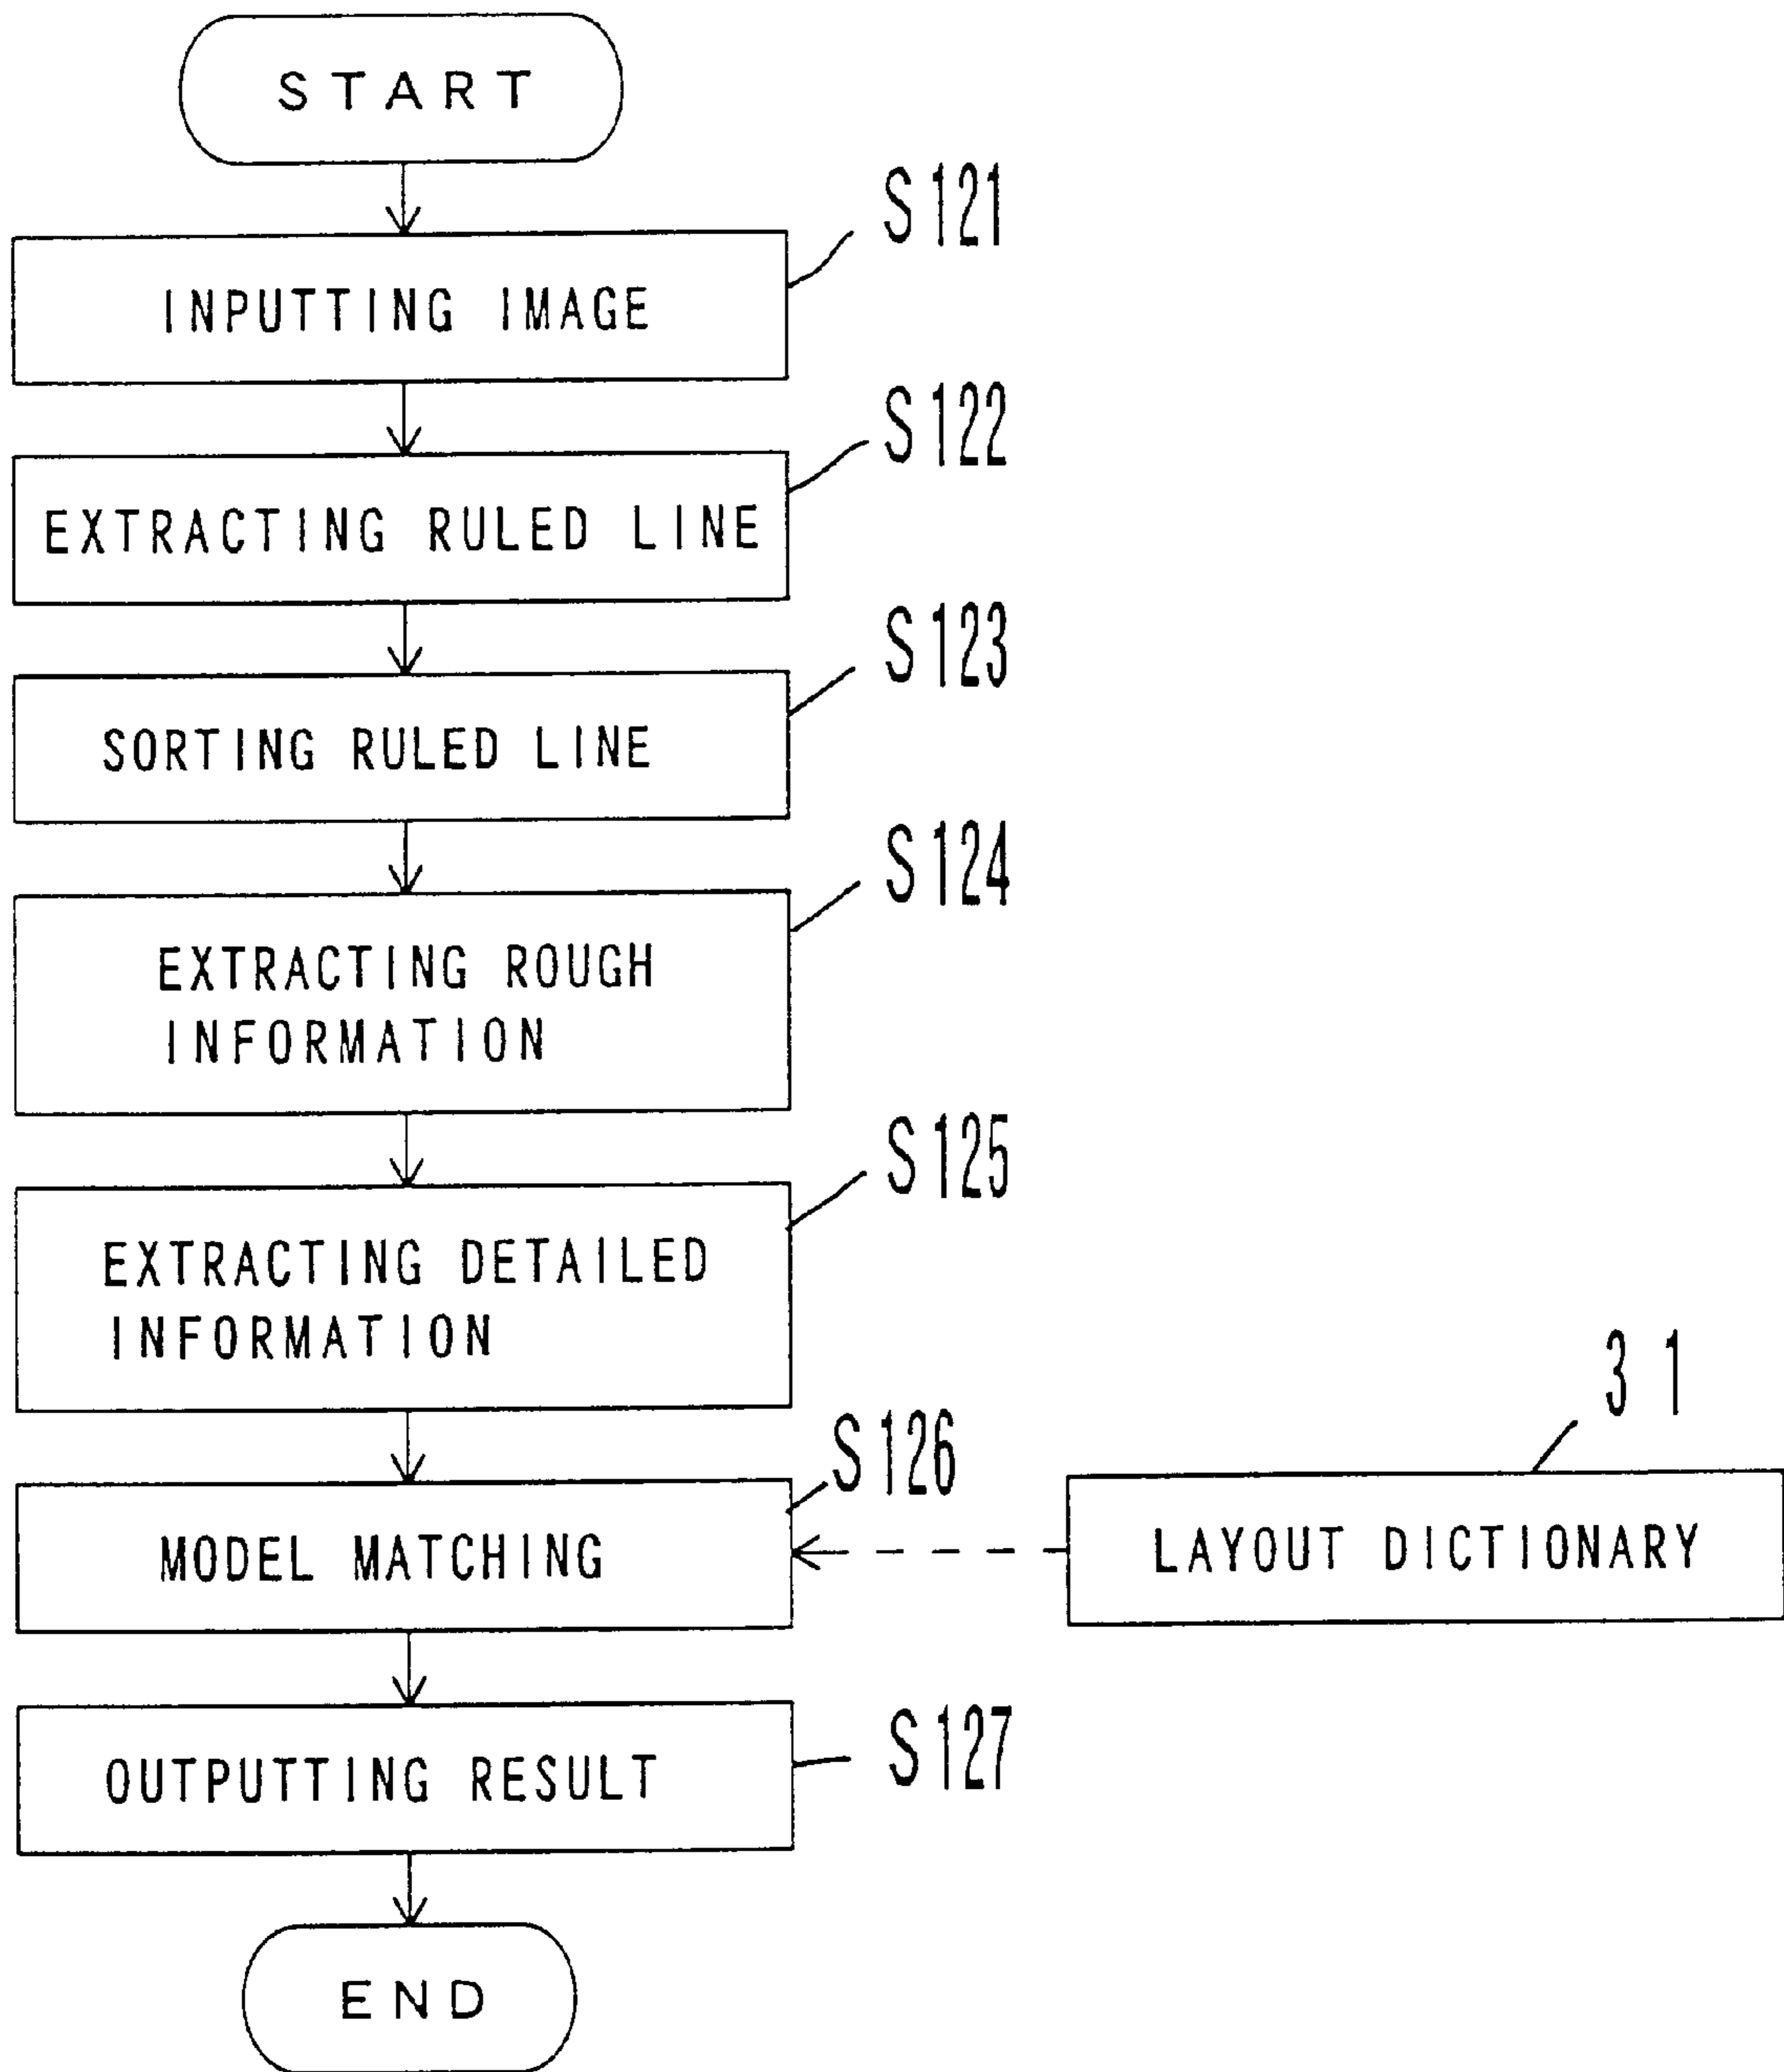 START
S121
INPUTTING IMAGE
S122
EXTRACTING RULED LINE
S123
SORTING RULED LINE
S124
EXTRACTING ROUGH
INFORMATION
S125
EXTRACTING DETAILED
INFORMATION
S126
MODEL MATCHING
31
LAYOUT DICTIONARY
S127
OUTPUTTING RESULT
END